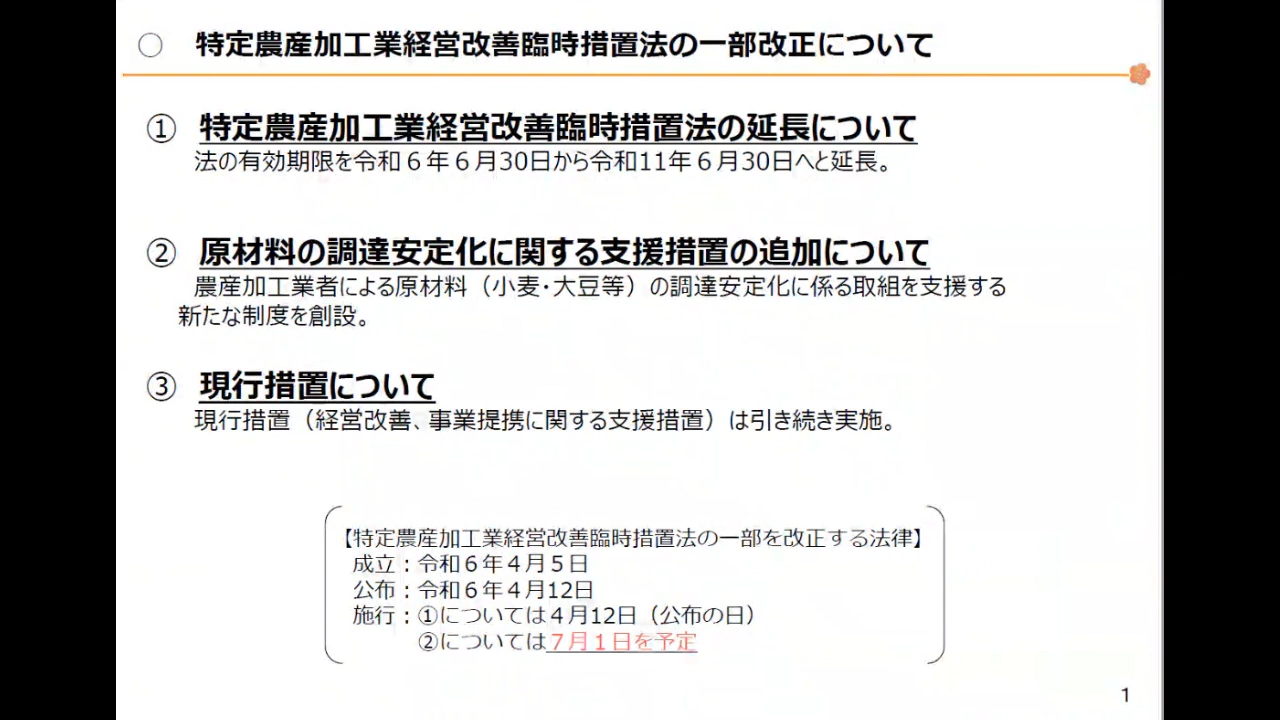 ○ 特定農産加工業経営改善臨時措置法の一部改正について
① 特定農産加工業経営改善臨時措置法の延長について
法の有効期限を令和６年６月30日から令和11年６月30日へと延長。
② 原材料の調達安定化に関する支援措置の追加について
農産加工業者による原材料（小麦・大豆等）の調達安定化に係る取組を支援する
新たな制度を創設。
③ 現行措置について
現行措置（経営改善、事業提携に関する支援措置）は引き続き実施。
【特定農産加工業経営改善臨時措置法の一部を改正する法律】
成立：令和６年４月５日
公布：令和６年４月12日
施行：①については４月12日（公布の日）
②については７月１日を予定
1